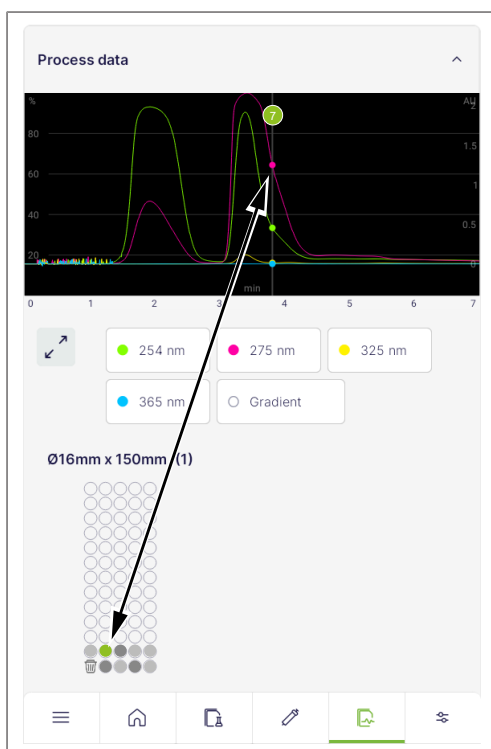 Process data
% AU
2
7
80
1.5
60
1
40
0.5
20
0
min
0 1 2 3 4 5 6 7
254 nm 275 nm 325 nm
365 nm Gradient
Ø16mm x 150mm (1)